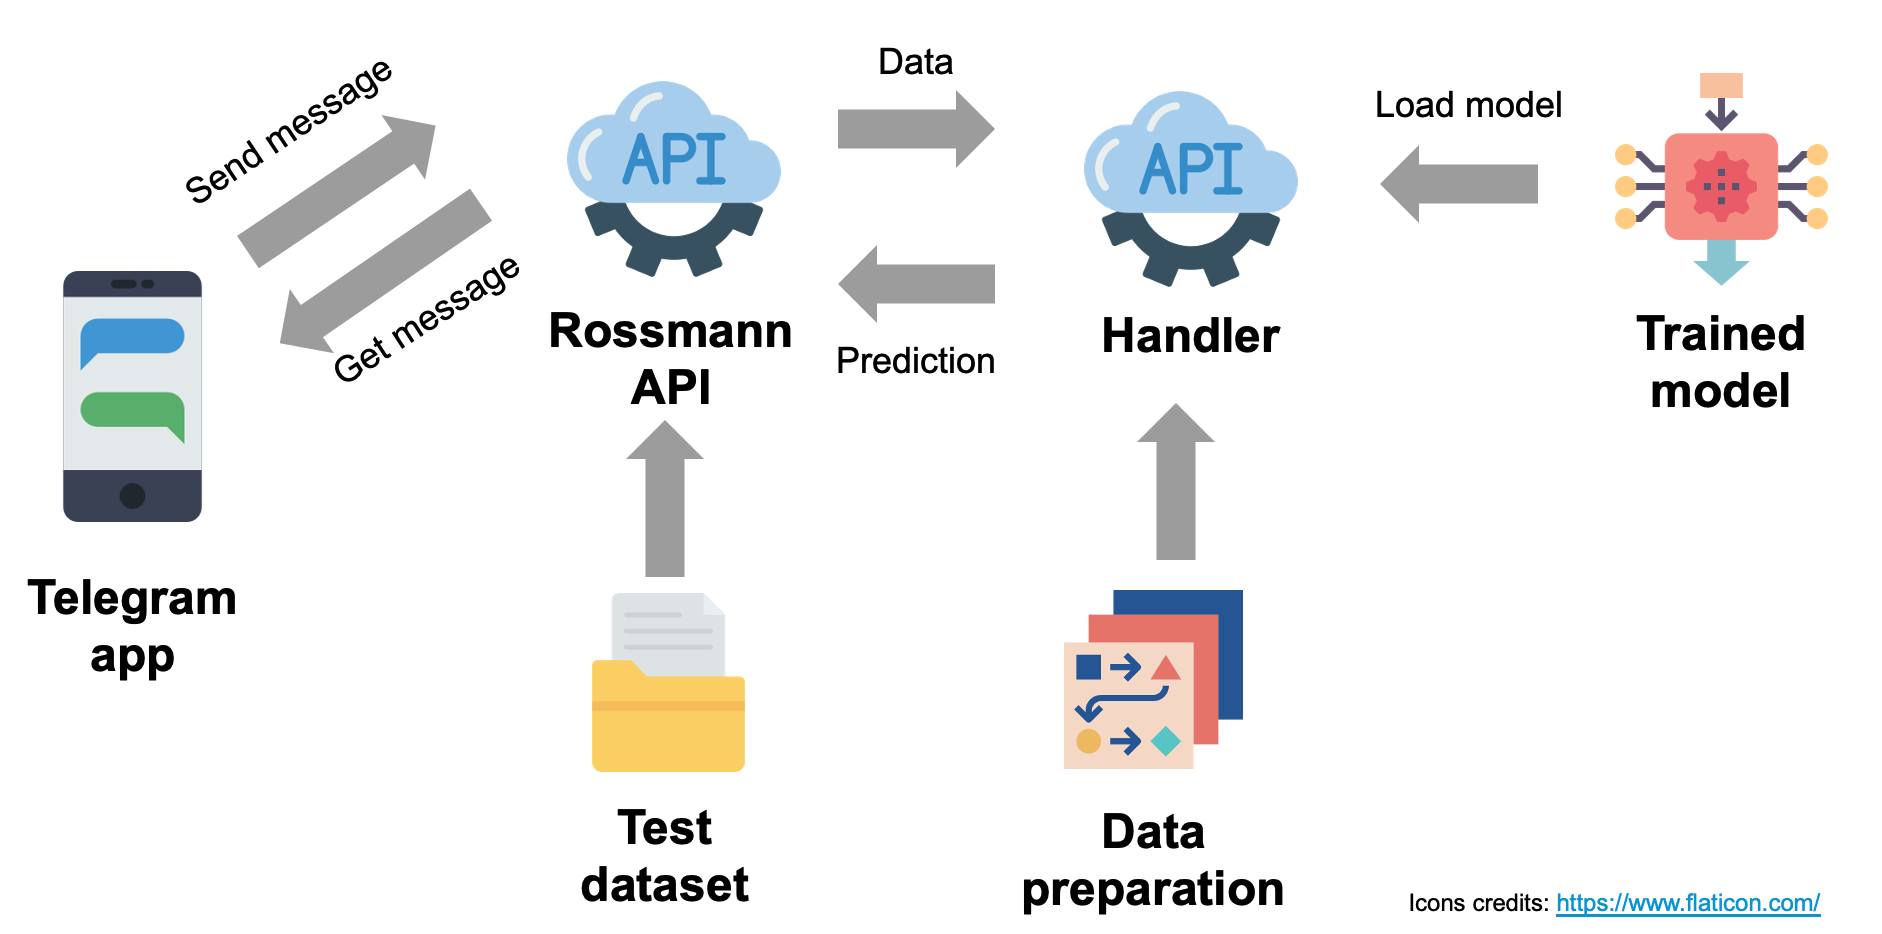 Send message
Get message
Telegram
app
API
Rossmann
API
Data
Prediction
API
Handler
Load model
Trained
model
Test
dataset
Data
preparation
Icons credits: https://www.flaticon.com/